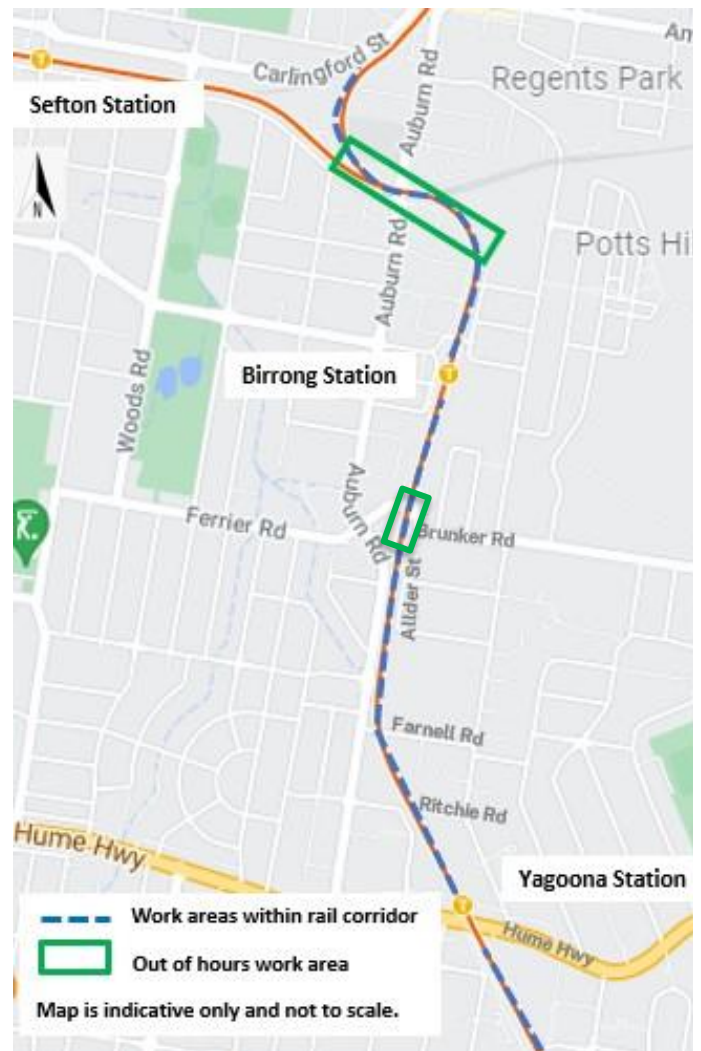 Am
Carlingford St
Auburn Rd
Regents Park
T
Sefton Station
N
Potts Hi
Auburn Rd
Birrong Station
T
Woods Rd
Auburn Rd
Ferrier Rd
K.
Brunker Rd
Allder St
Farnell Rd
Ritchie Rd
Hume Hwy
Yagoona Station
T
Hume Hwy
Work areas within rail corridor
Out of hours work area
Map is indicative only and not to scale.